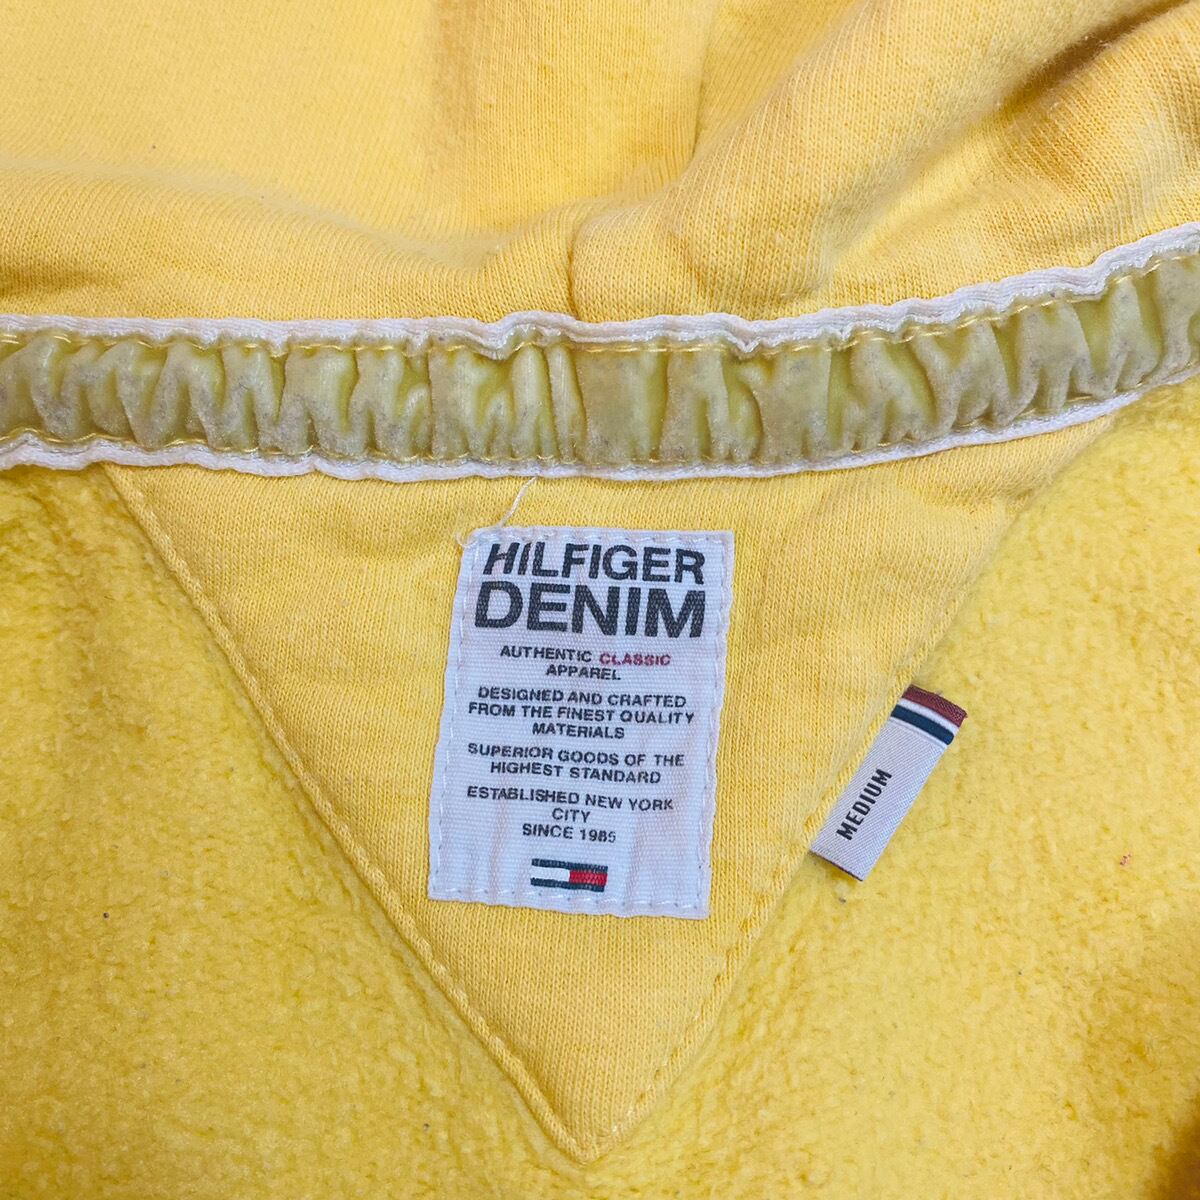 HILFIGER
DENIM
AUTHENTIC CLASSIC
APPAREL
DESIGNED AND CRAFTED
FROM THE FINEST QUALITY
MATERIALS
SUPERIOR GOODS OF THE
HIGHEST STANDARD
ESTABLISHED NEW YORK
CITY
SINCE 1985
MEDIUM